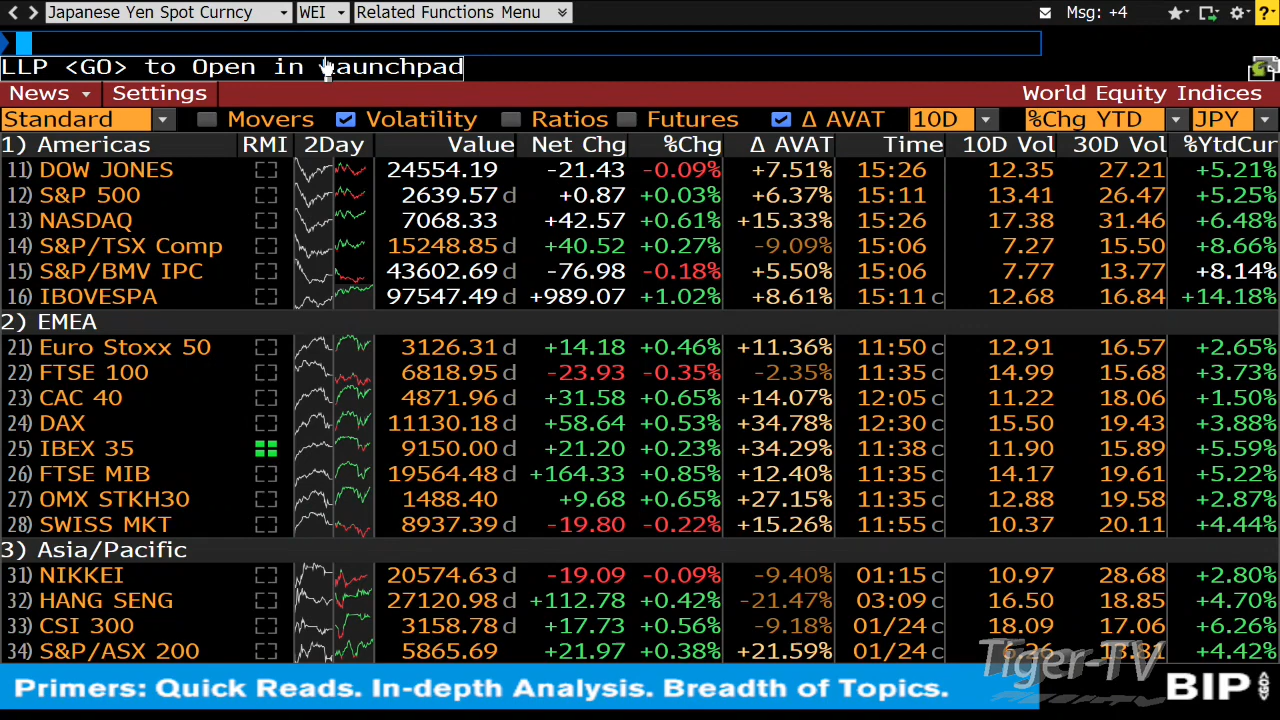 Japanese Yen Spot Curncy WEI Related Functions Menu Msg: +4 ?
LLP <GO> to Open in Launchpad
News Settings World Equity Indices
Standard Movers Volatility Ratios Futures Δ AVAT 10D %Chg YTD JPY
1) Americas RMI 2Day Value Net Chg %Chg Δ AVAT Time 10D Vol 30D Vol %YtdCur
11) DOW JONES 24554.19 -21.43 -0.09% +7.51% 15:26 12.35 27.21 +5.21%
12) S&P 500 2639.57 d +0.87 +0.03% +6.37% 15:11 13.41 26.47 +5.25%
13) NASDAQ 7068.33 +42.57 +0.61% +15.33% 15:26 17.38 31.46 +6.48%
14) S&P/TSX Comp 15248.85 d +40.52 +0.27% -9.09% 15:06 7.27 15.50 +8.66%
15) S&P/BMV IPC 43602.69 d -76.98 -0.18% +5.50% 15:06 7.77 13.77 +8.14%
16) IBOVESPA 97547.49 d +989.07 +1.02% +8.61% 15:11 c 12.68 16.84 +14.18%
2) EMEA
21) Euro Stoxx 50 3126.31 d +14.18 +0.46% +11.36% 11:50 c 12.91 16.57 +2.65%
22) FTSE 100 6818.95 d -23.93 -0.35% -2.35% 11:35 c 14.99 15.68 +3.73%
23) CAC 40 4871.96 d +31.58 +0.65% +14.07% 12:05 c 11.22 18.06 +1.50%
24) DAX 11130.18 d +58.64 +0.53% +34.78% 12:30 c 15.50 19.43 +3.88%
25) IBEX 35 9150.00 d +21.20 +0.23% +34.29% 11:38 c 11.90 15.89 +5.59%
26) FTSE MIB 19564.48 d +164.33 +0.85% +12.40% 11:35 c 14.17 19.61 +5.22%
27) OMX STKH30 1488.40 d +9.68 +0.65% +27.15% 11:35 c 12.88 19.58 +2.87%
28) SWISS MKT 8937.39 d -19.80 -0.22% +15.26% 11:55 c 10.37 20.11 +4.44%
3) Asia/Pacific
31) NIKKEI 20574.63 d -19.09 -0.09% -9.40% 01:15 c 10.97 28.68 +2.80%
32) HANG SENG 27120.98 d +112.78 +0.42% -21.47% 03:09 c 16.50 18.85 +4.70%
33) CSI 300 3158.78 d +17.73 +0.56% -9.18% 01/24 c 18.09 17.06 +6.26%
34) S&P/ASX 200 5865.69 +21.97 +0.38% +21.59% 01/24 c +4.42%
Tiger-TV
Primers: Quick Reads. In-depth Analysis. Breadth of Topics. BIP <GO>